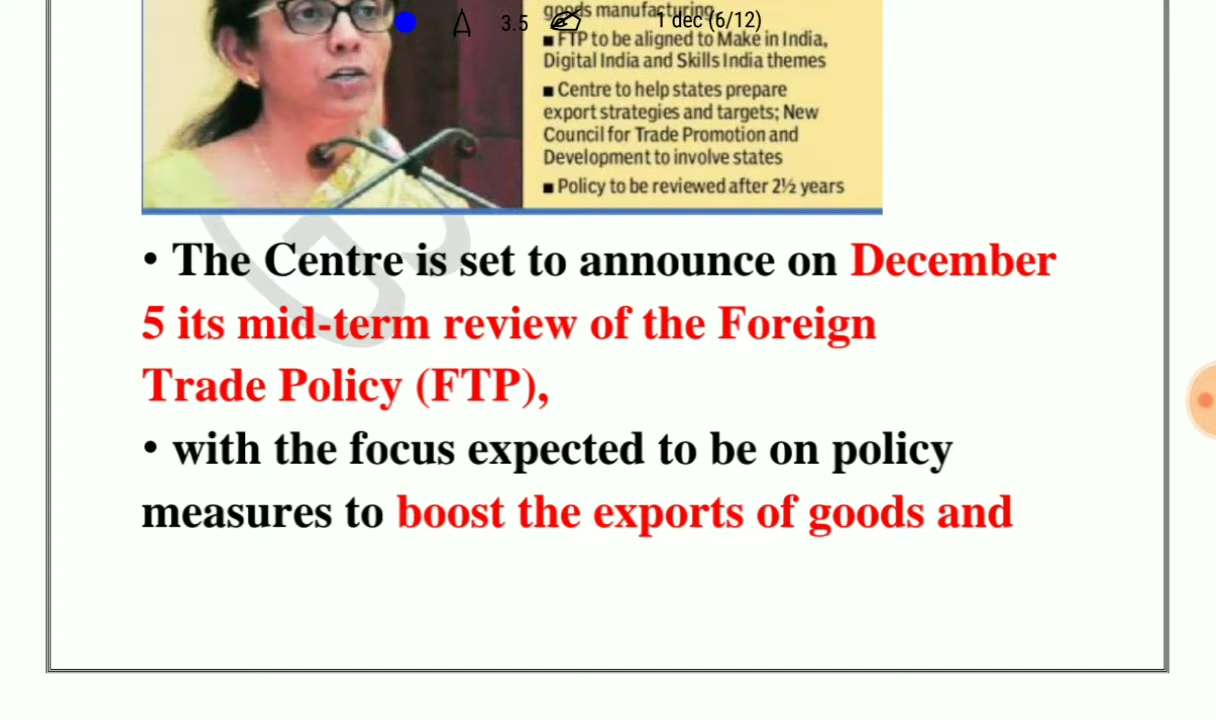 goods manufacturing
3.5
1 dec (6/12)
■ FTP to be aligned to Make in India,
Digital India and Skills India themes
■ Centre to help states prepare
export strategies and targets; New
Council for Trade Promotion and
Development to involve states
■ Policy to be reviewed after 2½ years
• The Centre is set to announce on December
5 its mid-term review of the Foreign
Trade Policy (FTP),
• with the focus expected to be on policy
measures to boost the exports of goods and